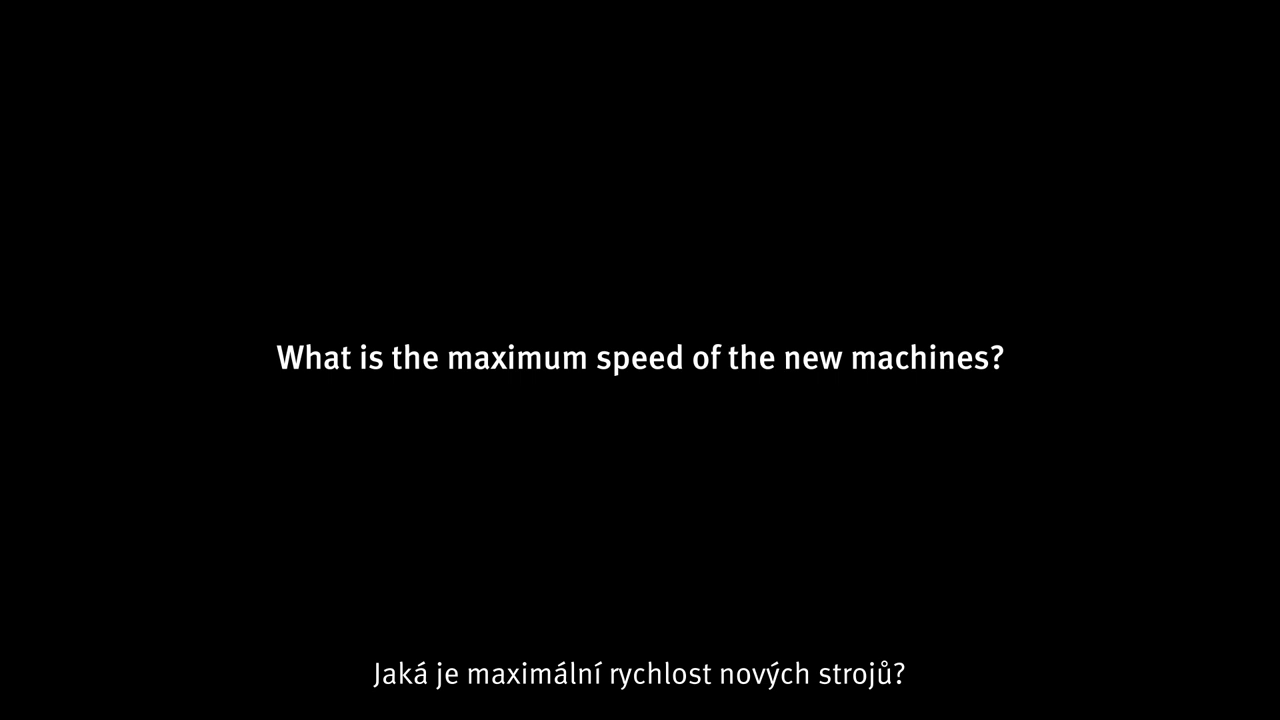 What is the maximum speed of the new machines?
Jaká je maximální rychlost nových strojů?